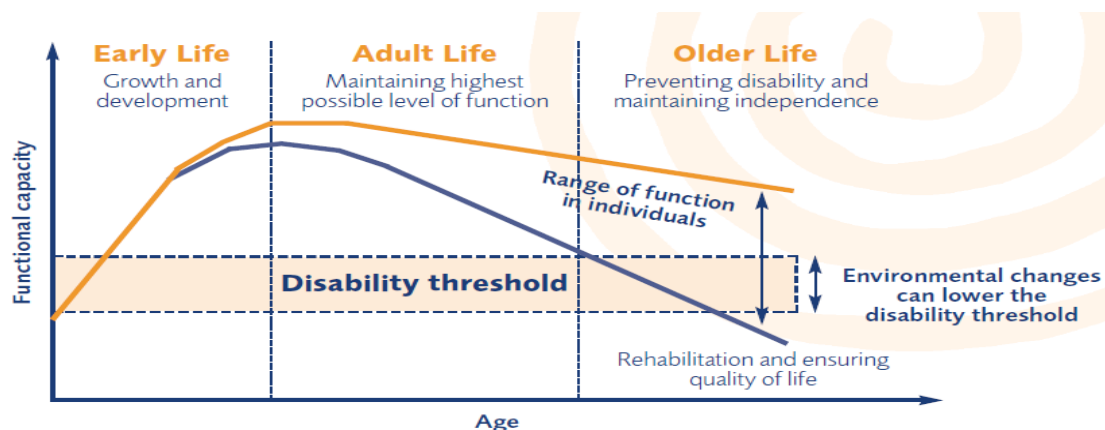 Early Life
Growth and
development
Adult Life
Maintaining highest
possible level of function
Older Life
Preventing disability and
maintaining independence
Functional capacity
Range of function
in individuals
Disability threshold
Environmental changes
can lower the
disability threshold
Rehabilitation and ensuring
quality of life
Age